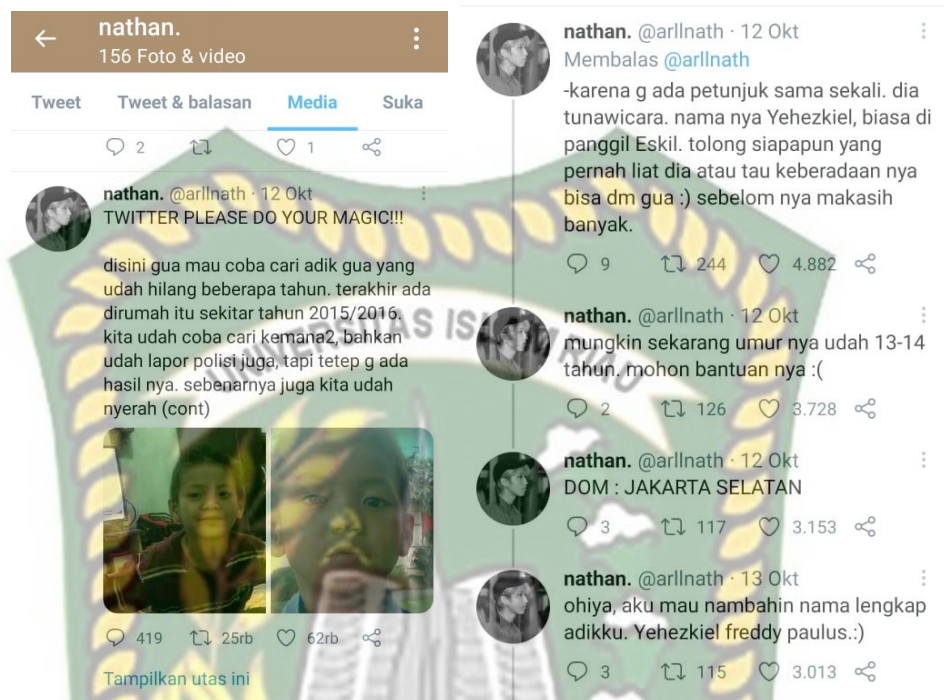 nathan.
156 Foto & video
Tweet Tweet & balasan Media Suka
2 1
nathan. @arllnath · 12 Okt
TWITTER PLEASE DO YOUR MAGIC!!!
disini gua mau coba cari adik gua yang
udah hilang beberapa tahun. terakhir ada
dirumah itu sekitar tahun 2015/2016.
kita udah coba cari kemana2, bahkan
udah lapor polisi juga, tapi tetep g ada
hasil nya. sebenarnya juga kita udah
nyerah (cont)
419 25rb 62rb
Tampilkan utas ini
nathan. @arllnath · 12 Okt
Membalas @arllnath
-karena g ada petunjuk sama sekali. dia
tunawicara. nama nya Yehezkiel, biasa di
panggil Eskil. tolong siapapun yang
pernah liat dia atau tau keberadaan nya
bisa dm gua :) sebelom nya makasih
banyak.
9 244 4.882
nathan. @arllnath · 12 Okt
mungkin sekarang umur nya udah 13-14
tahun. mohon bantuan nya :(
2 126 3.728
nathan. @arllnath · 12 Okt
DOM : JAKARTA SELATAN
3 117 3.153
nathan. @arllnath · 13 Okt
ohiya, aku mau nambahin nama lengkap
adikku. Yehezkiel freddy paulus.:)
3 115 3.013
UNIVERSITAS ISLAM RIAU